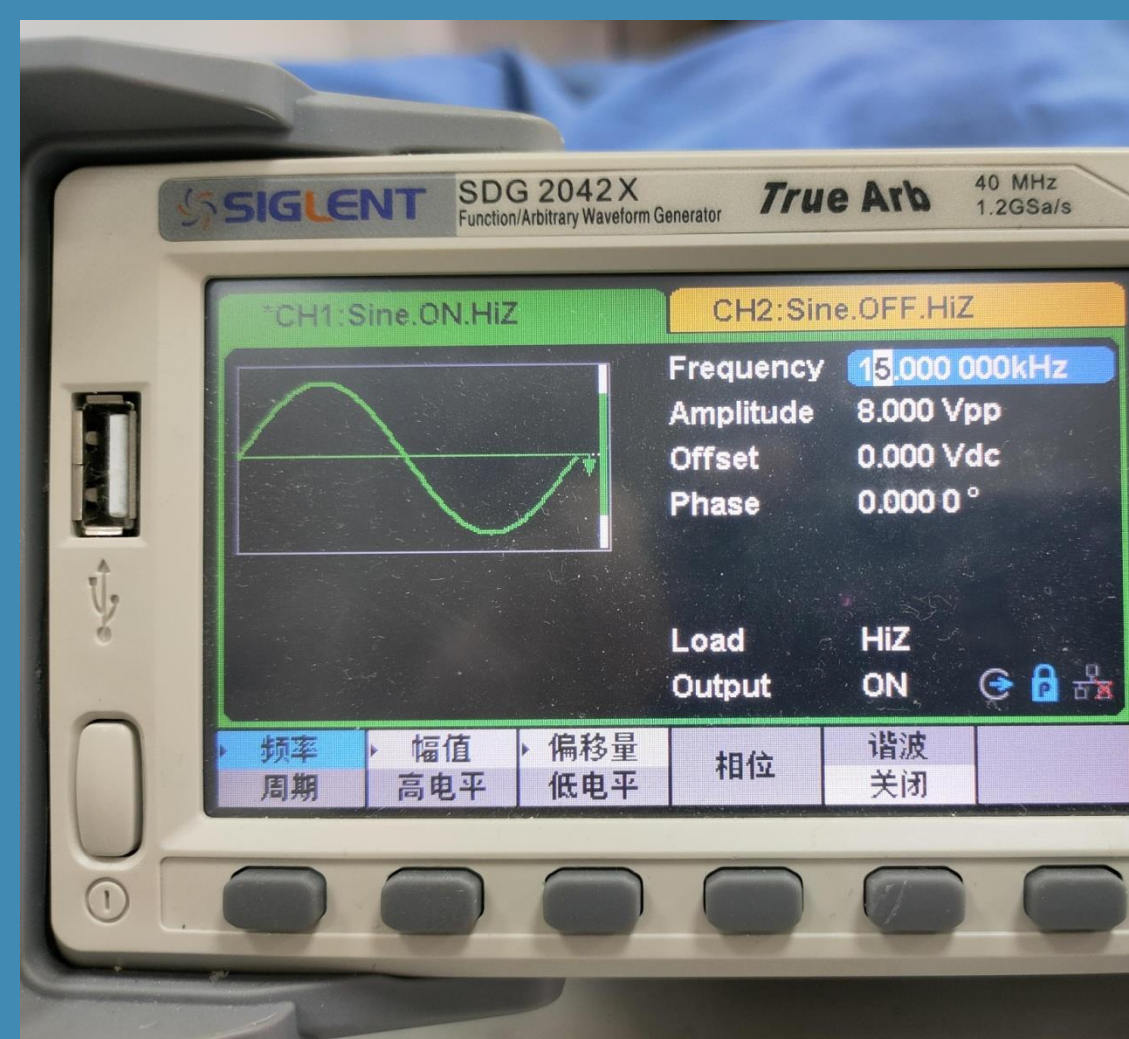 SIGLENT
SDG 2042X
Function/Arbitrary Waveform Generator
True Arb
40 MHz
1.2GSa/s
*CH1:Sine.ON.HiZ
CH2:Sine.OFF.HiZ
Frequency 15.000 000kHz
Amplitude 8.000 Vpp
Offset 0.000 Vdc
Phase 0.000 0 °
Load HiZ
Output ON
P
频率 幅值 偏移量 相位 谐波
周期 高电平 低电平 关闭